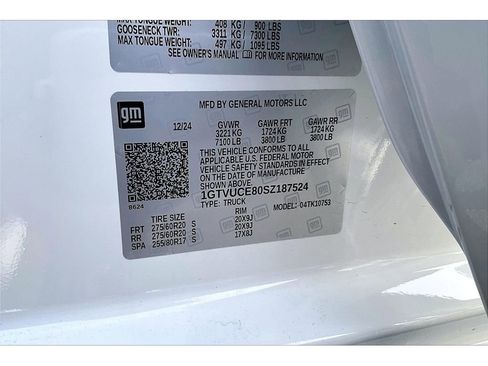 MAX TONGUE WEIGHT 408 KG / 900 LBS
GOOSENECK TWR: 3311 KG / 7300 LBS
MAX TONGUE WEIGHT: 497 KG / 1095 LBS
SEE OWNER'S MANUAL FOR MORE INFORMATION
gm
MFD BY GENERAL MOTORS LLC
12/24 GVWR GAWR FRT GAWR RR
3221 KG 1724 KG 1724 KG
7100 LB 3800 LB 3800 LB
THIS VEHICLE CONFORMS TO ALL
APPLICABLE U.S. FEDERAL MOTOR
VEHICLE SAFETY STANDARDS IN
EFFECT ON THE DATE OF
MANUFACTURE SHOWN ABOVE.
1GTVUCE80SZ187524
8624
TYPE: TRUCK 04TK10753
TIRE SIZE RIM
FRT 275/60R20 S 20X9J
RR 275/60R20 S 20X9J
SPA 255/80R17 S 17X8J